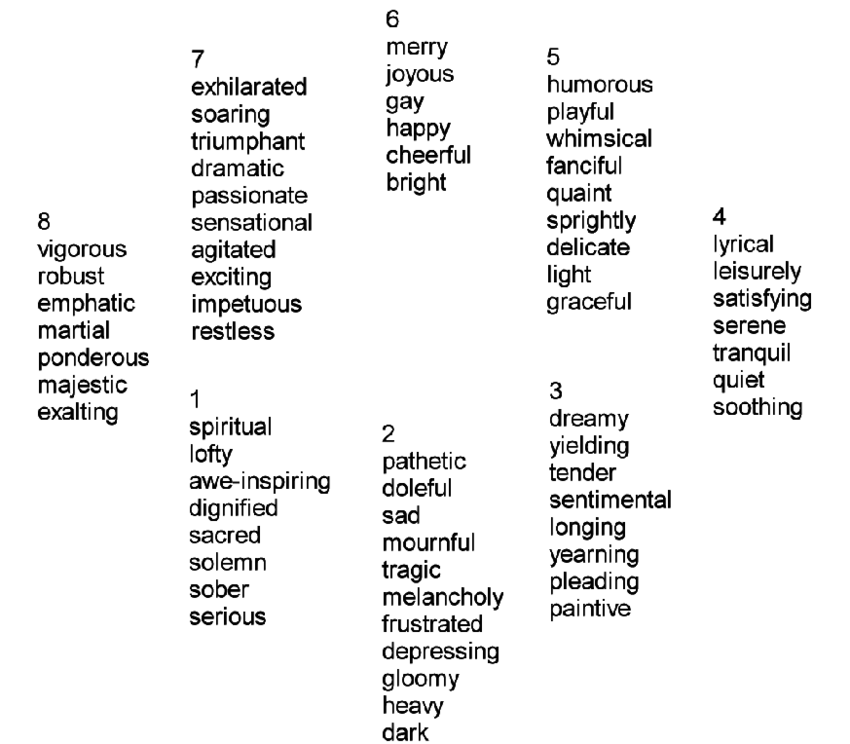 6
merry
joyous
gay
happy
cheerful
bright
7
exhilarated
soaring
triumphant
dramatic
passionate
sensational
agitated
exciting
impetuous
restless
5
humorous
playful
whimsical
fanciful
quaint
sprightly
delicate
light
graceful
8
vigorous
robust
emphatic
martial
ponderous
majestic
exalting
4
lyrical
leisurely
satisfying
serene
tranquil
quiet
soothing
1
spiritual
lofty
awe-inspiring
dignified
sacred
solemn
sober
serious
2
pathetic
doleful
sad
mournful
tragic
melancholy
frustrated
depressing
gloomy
heavy
dark
3
dreamy
yielding
tender
sentimental
longing
yearning
pleading
paintive